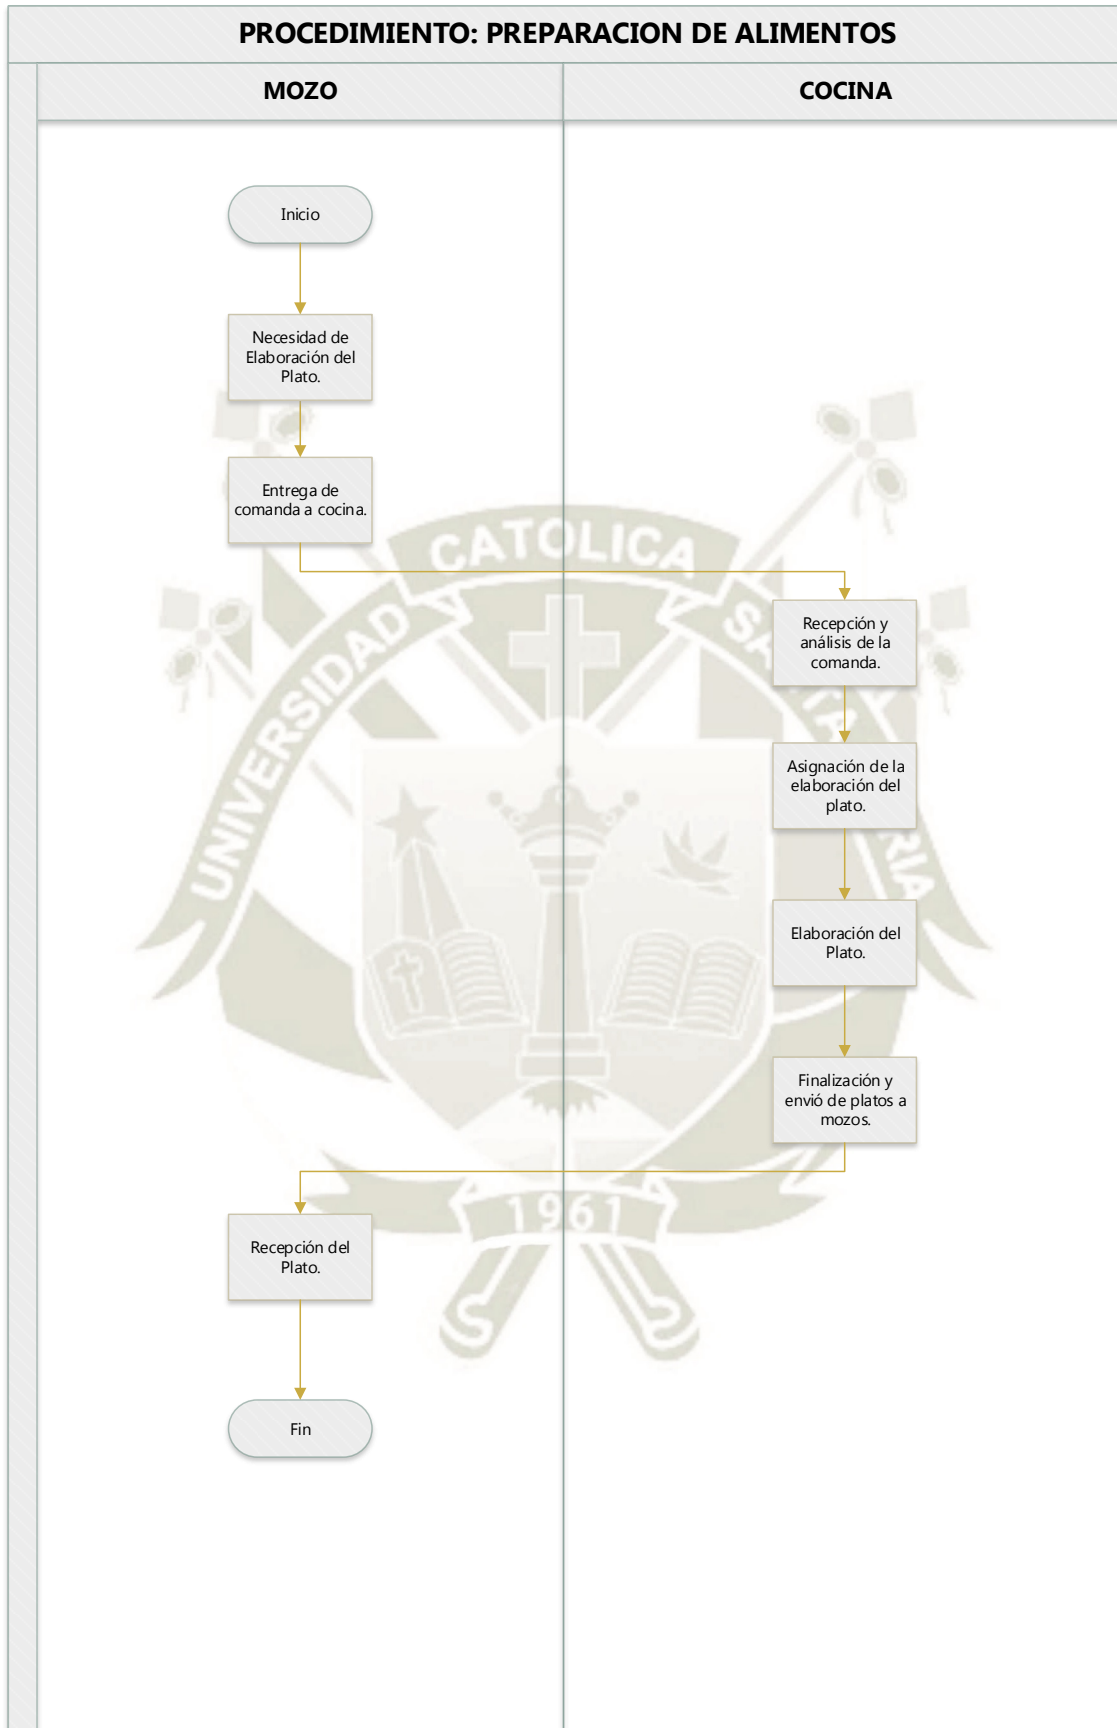 PROCEDIMIENTO: PREPARACION DE ALIMENTOS
MOZO
COCINA
Inicio
Necesidad de
Elaboración del
Plato.
Entrega de
comanda a cocina.
Recepción y
análisis de la
comanda.
Asignación de la
elaboración del
plato.
Elaboración del
Plato.
Finalización y
envió de platos a
mozos.
Recepción del
Plato.
Fin
UNIVERSIDAD CATOLICA SANTA MARIA
1961